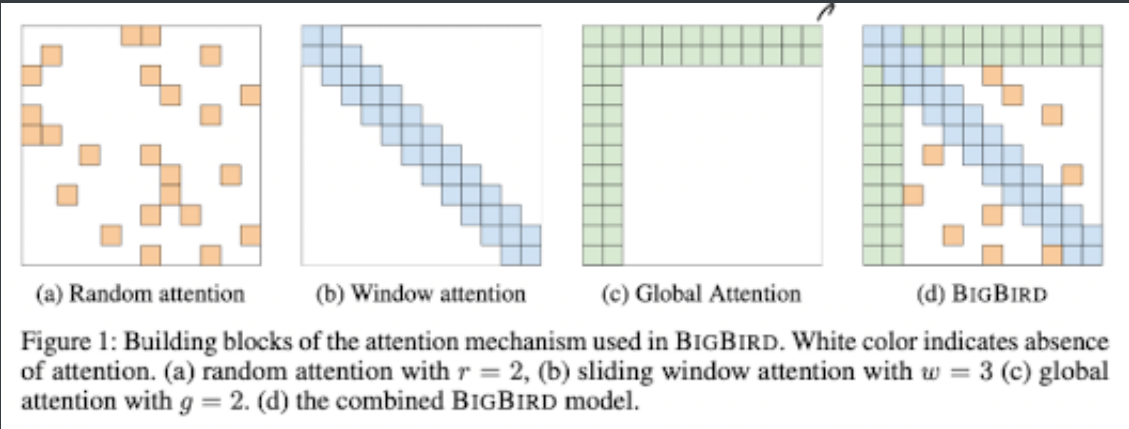 (a) Random attention
(b) Window attention
(c) Global Attention
(d) BIGBIRD
Figure 1: Building blocks of the attention mechanism used in BIGBIRD. White color indicates absence
of attention. (a) random attention with r = 2, (b) sliding window attention with w = 3 (c) global
attention with g = 2. (d) the combined BIGBIRD model.